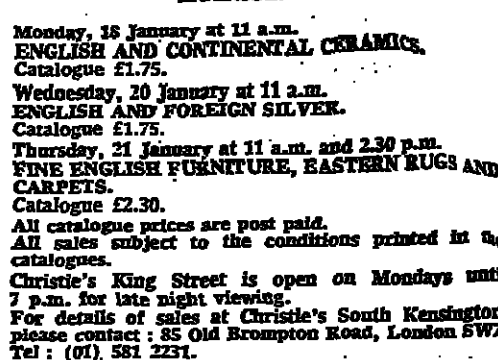 Monday, 18 January at 11 a.m.
ENGLISH AND CONTINENTAL CERAMICS.
Catalogue £1.75.
Wednesday, 20 January at 11 a.m.
ENGLISH AND FOREIGN SILVER.
Catalogue £1.75.
Thursday, 21 January at 11 a.m. and 2.30 p.m.
FINE ENGLISH FURNITURE, EASTERN RUGS AND
CARPETS.
Catalogue £2.30.
All catalogue prices are post paid.
All sales subject to the conditions printed in the
catalogues.
Christie's King Street is open on Mondays until
7 p.m. for late night viewing.
For details of sales at Christie's South Kensington
please contact : 85 Old Brompton Road, London SW7
Tel : (01) 581 2231.